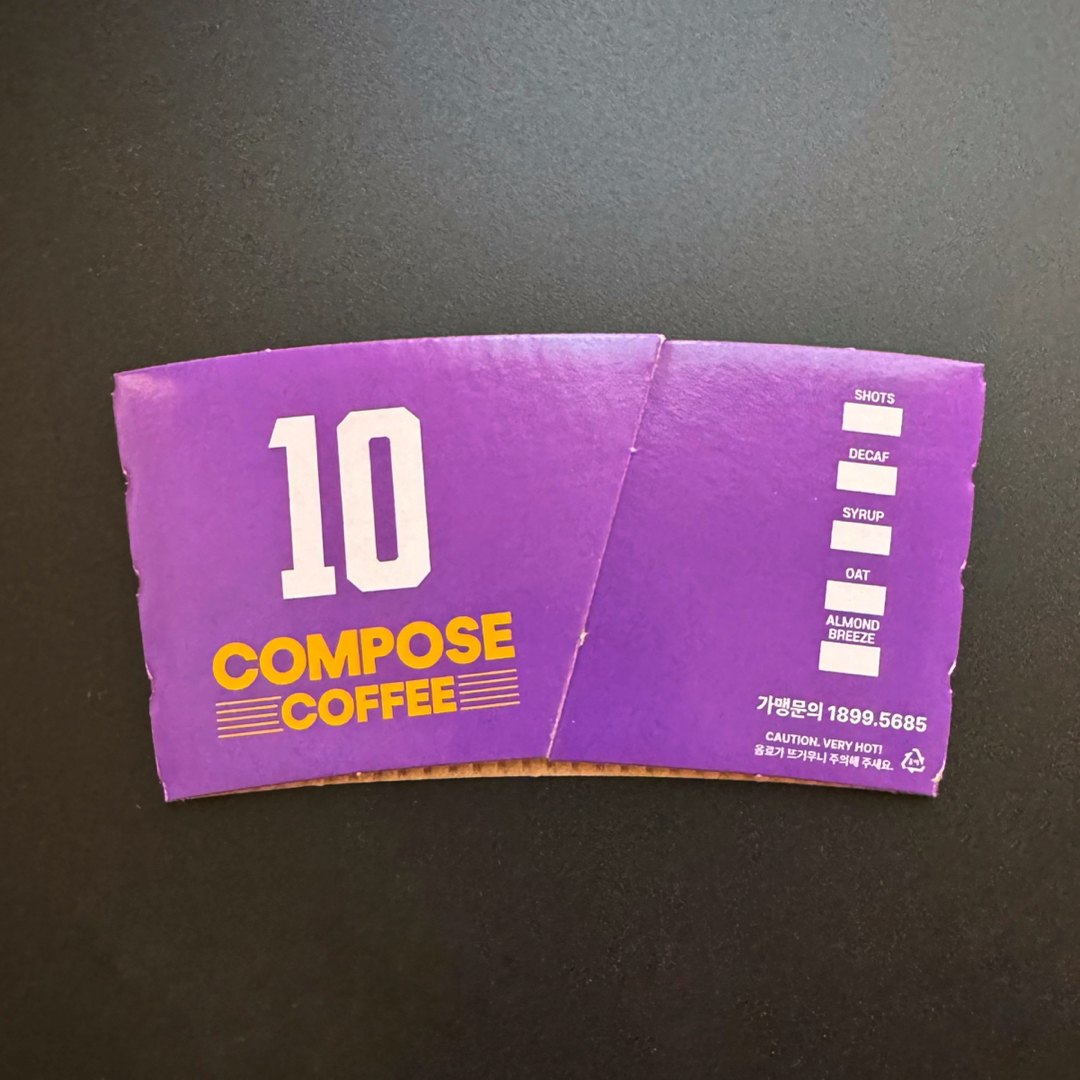 10
COMPOSE
COFFEE
SHOTS
DECAF
SYRUP
OAT
ALMOND
BREEZE
가맹문의 1899.5685
CAUTION. VERY HOT!
음료가 뜨거우니 주의해 주세요.